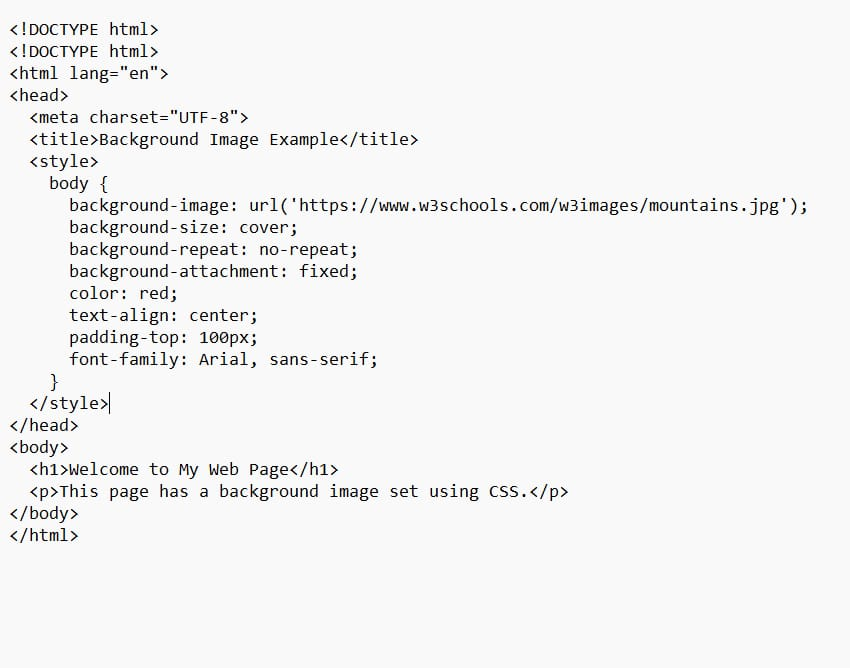 <!DOCTYPE html>
<!DOCTYPE html>
<html lang="en">
<head>
  <meta charset="UTF-8">
  <title>Background Image Example</title>
  <style>
    body {
      background-image: url('https://www.w3schools.com/w3images/mountains.jpg');
      background-size: cover;
      background-repeat: no-repeat;
      background-attachment: fixed;
      color: red;
      text-align: center;
      padding-top: 100px;
      font-family: Arial, sans-serif;
    }
  </style>
</head>
<body>
  <h1>Welcome to My Web Page</h1>
  <p>This page has a background image set using CSS.</p>
</body>
</html>